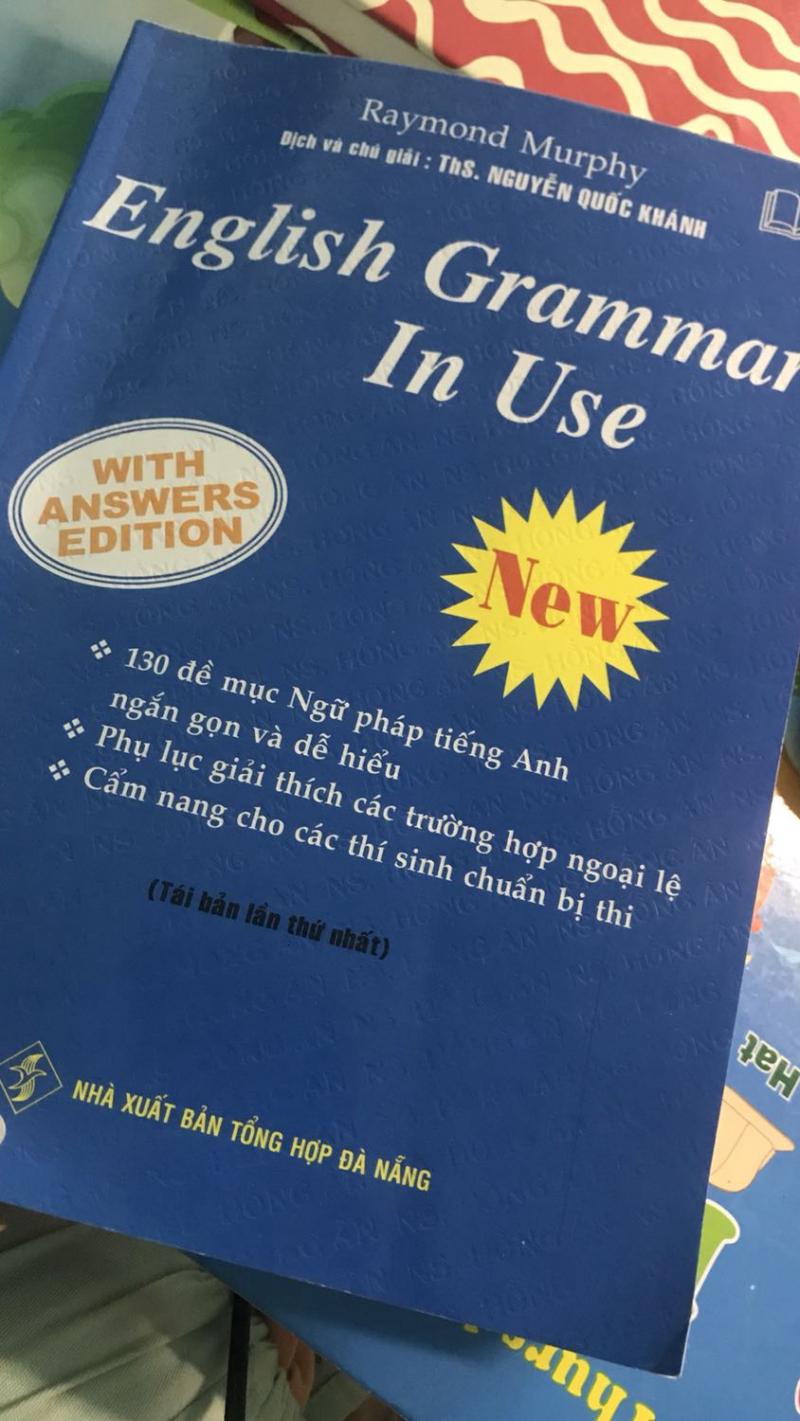 Raymond Murphy
Dịch và chú giải : ThS. NGUYỄN QUỐC KHÁNH
English Grammar
In Use
WITH
ANSWERS
EDITION
New
❖ 130 đề mục Ngữ pháp tiếng Anh
ngắn gọn và dễ hiểu
❖ Phụ lục giải thích các trường hợp ngoại lệ
❖ Cẩm nang cho các thí sinh chuẩn bị thi
(Tái bản lần thứ nhất)
NHÀ XUẤT BẢN TỔNG HỢP ĐÀ NẴNG
Hat